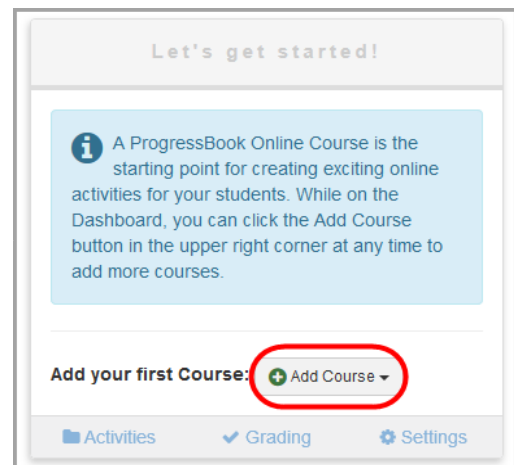 Let's get started!
A ProgressBook Online Course is the
starting point for creating exciting online
activities for your students. While on the
Dashboard, you can click the Add Course
button in the upper right corner at any time to
add more courses.
Add your first Course: Add Course
Activities Grading Settings